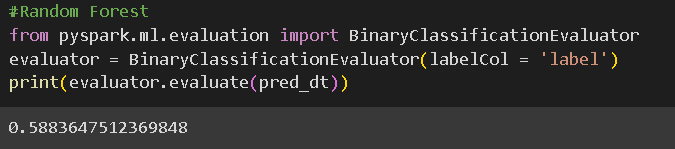 #Random Forest
from pyspark.ml.evaluation import BinaryClassificationEvaluator
evaluator = BinaryClassificationEvaluator(labelCol = 'label')
print(evaluator.evaluate(pred_dt))
0.5883647512369848